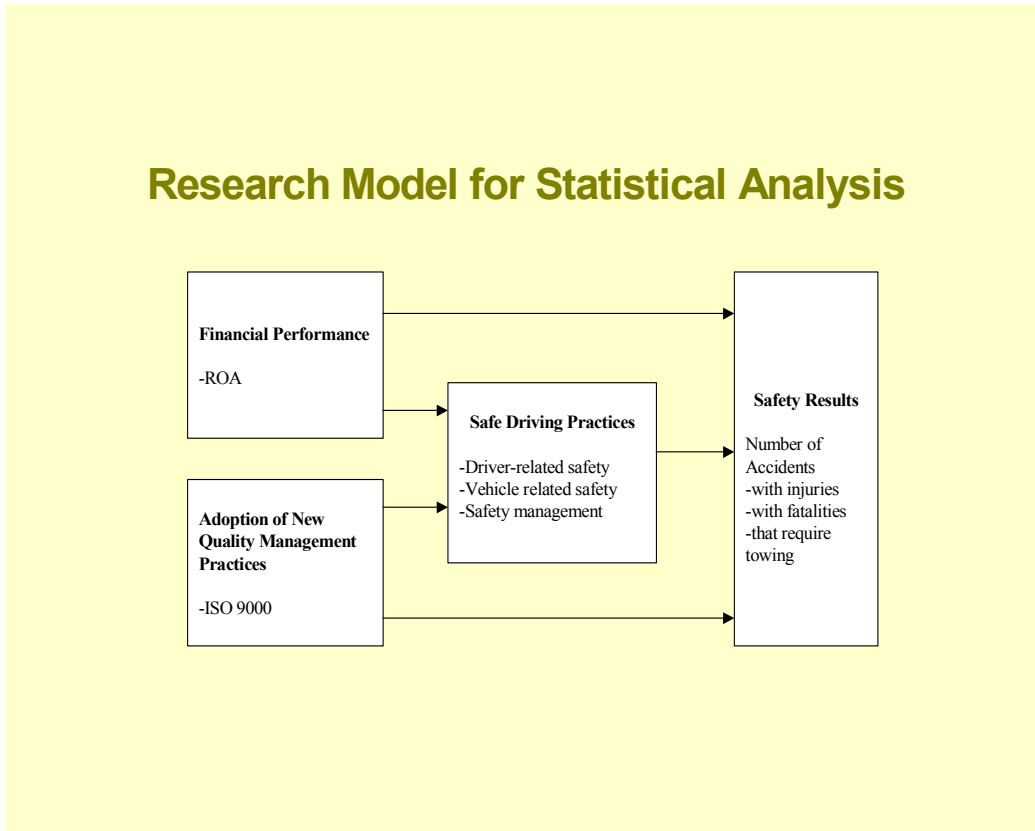 Research Model for Statistical Analysis
Financial Performance
-ROA
Adoption of New
Quality Management
Practices
-ISO 9000
Safe Driving Practices
-Driver-related safety
-Vehicle related safety
-Safety management
Safety Results
Number of
Accidents
-with injuries
-with fatalities
-that require
towing